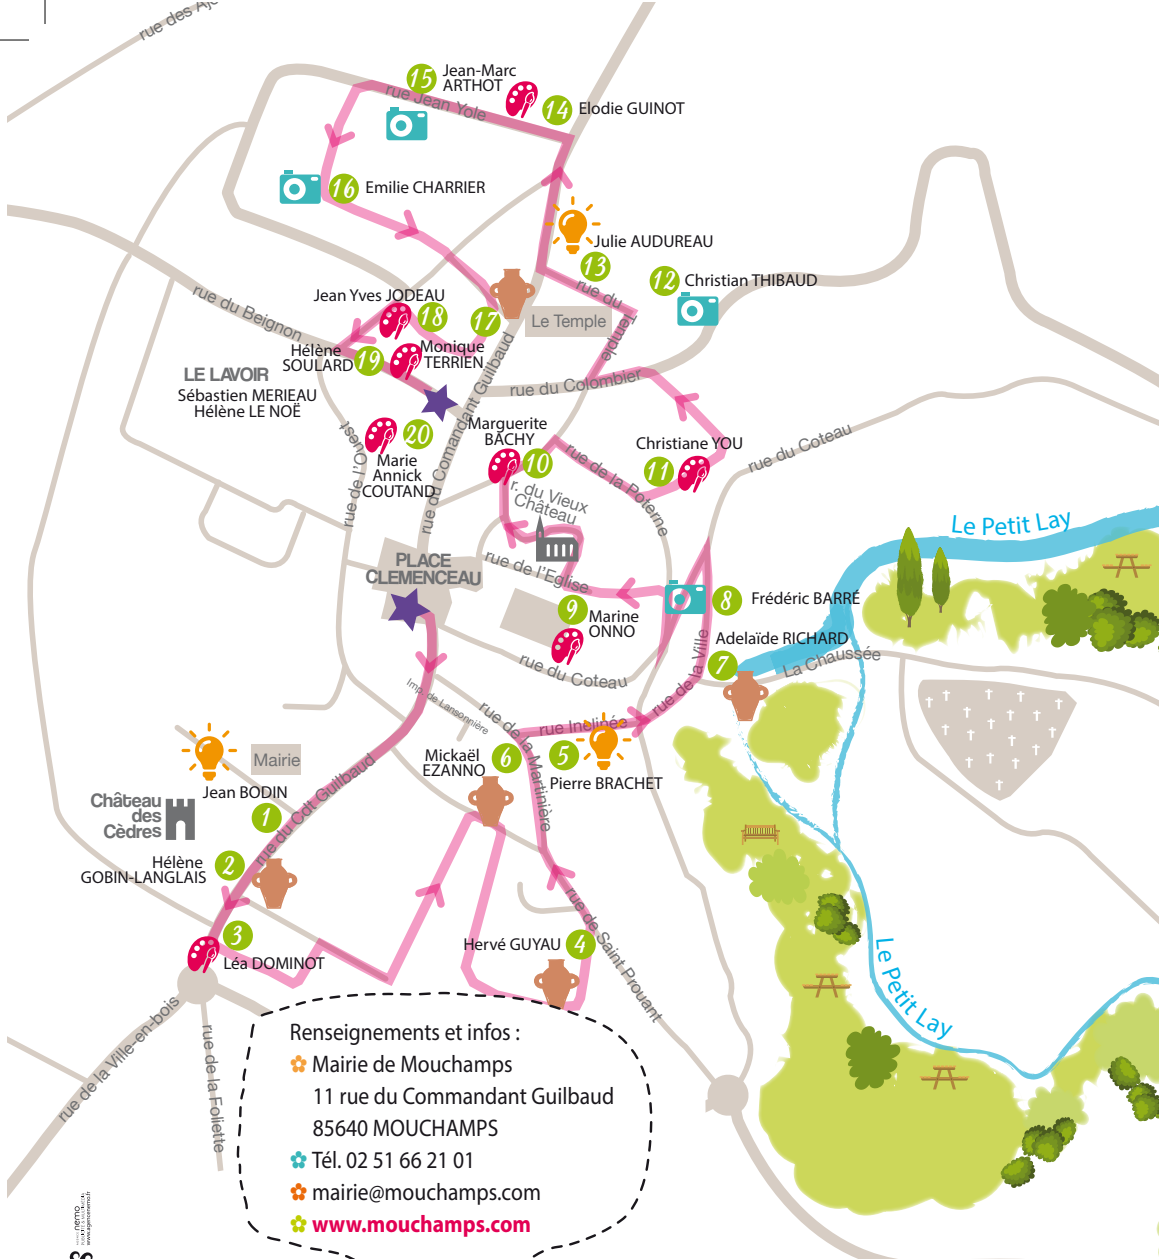 rue des Aj
15
Jean-Marc
ARTHOT
rue Jean Yole
14
Elodie GUINOT
16
Emilie CHARRIER
Julie AUDUREAU
13
12
Christian THIBAUD
rue du Temple
rue du Beignon
Jean Yves JODEAU
18
17
Le Temple
Hélène
SOULARD
19
Monique
TERRIEN
LE LAVOIR
Sébastien MERIEAU
Hélène LE NOË
rue du Colombier
rue du Comandant Guilbaud
rue de l'Ouest
20
Marie
Annick
COUTAND
Marguerite
BACHY
10
rue de la Poterne
Christiane YOU
11
rue du Coteau
r. du Vieux
Château
Le Petit Lay
PLACE
CLEMENCEAU
rue de l'Eglise
9
Marine
ONNO
8
Frédéric BARRÉ
Adelaïde RICHARD
7
La Chaussée
rue du Coteau
rue de la Ville
Imp. de Lansonnière
rue de la Martinière
rue Inclinée
Mickaël
EZANNO
6
5
Pierre BRACHET
Mairie
Jean BODIN
1
Château
des
Cèdres
rue du Cdt Guilbaud
Hélène
GOBIN-LANGLAIS
2
3
Léa DOMINOT
Hervé GUYAU
4
rue de Saint Prouant
Le Petit Lay
rue de la Ville-en-bois
rue de la Foliette
Renseignements et infos :
Mairie de Mouchamps
11 rue du Commandant Guilbaud
85640 MOUCHAMPS
Tél. 02 51 66 21 01
mairie@mouchamps.com
www.mouchamps.com
nemo
www.agencenemo.fr